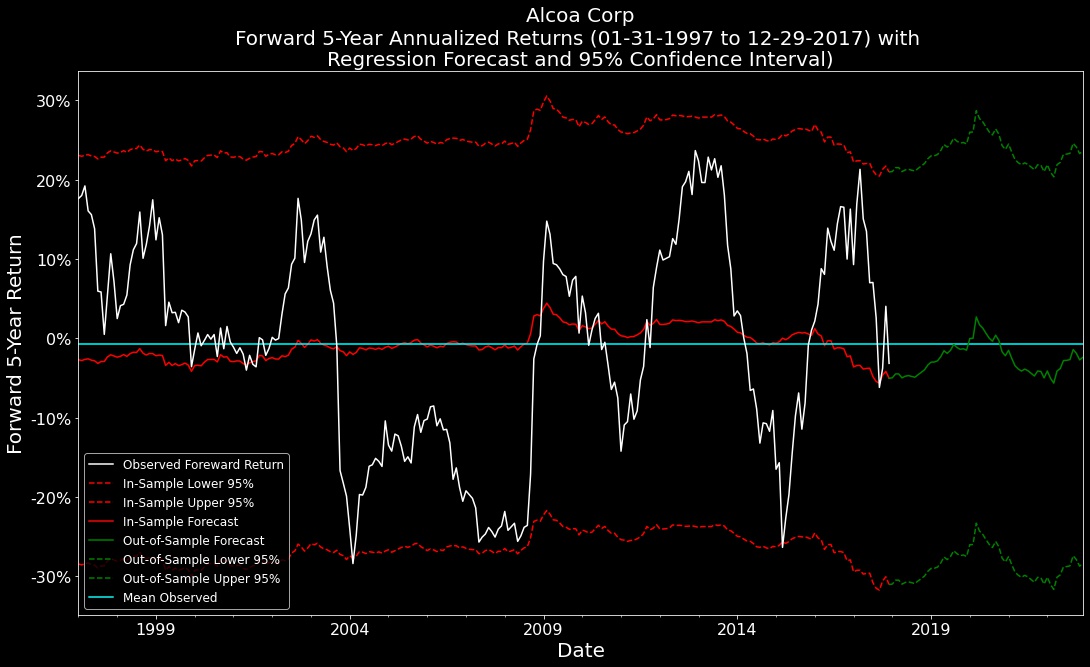 Alcoa Corp
Forward 5-Year Annualized Returns (01-31-1997 to 12-29-2017) with
Regression Forecast and 95% Confidence Interval)
Forward 5-Year Return
30%
20%
10%
0%
-10%
-20%
-30%
Observed Foreward Return
In-Sample Lower 95%
In-Sample Upper 95%
In-Sample Forecast
Out-of-Sample Forecast
Out-of-Sample Lower 95%
Out-of-Sample Upper 95%
Mean Observed
1999 2004 2009 2014 2019
Date